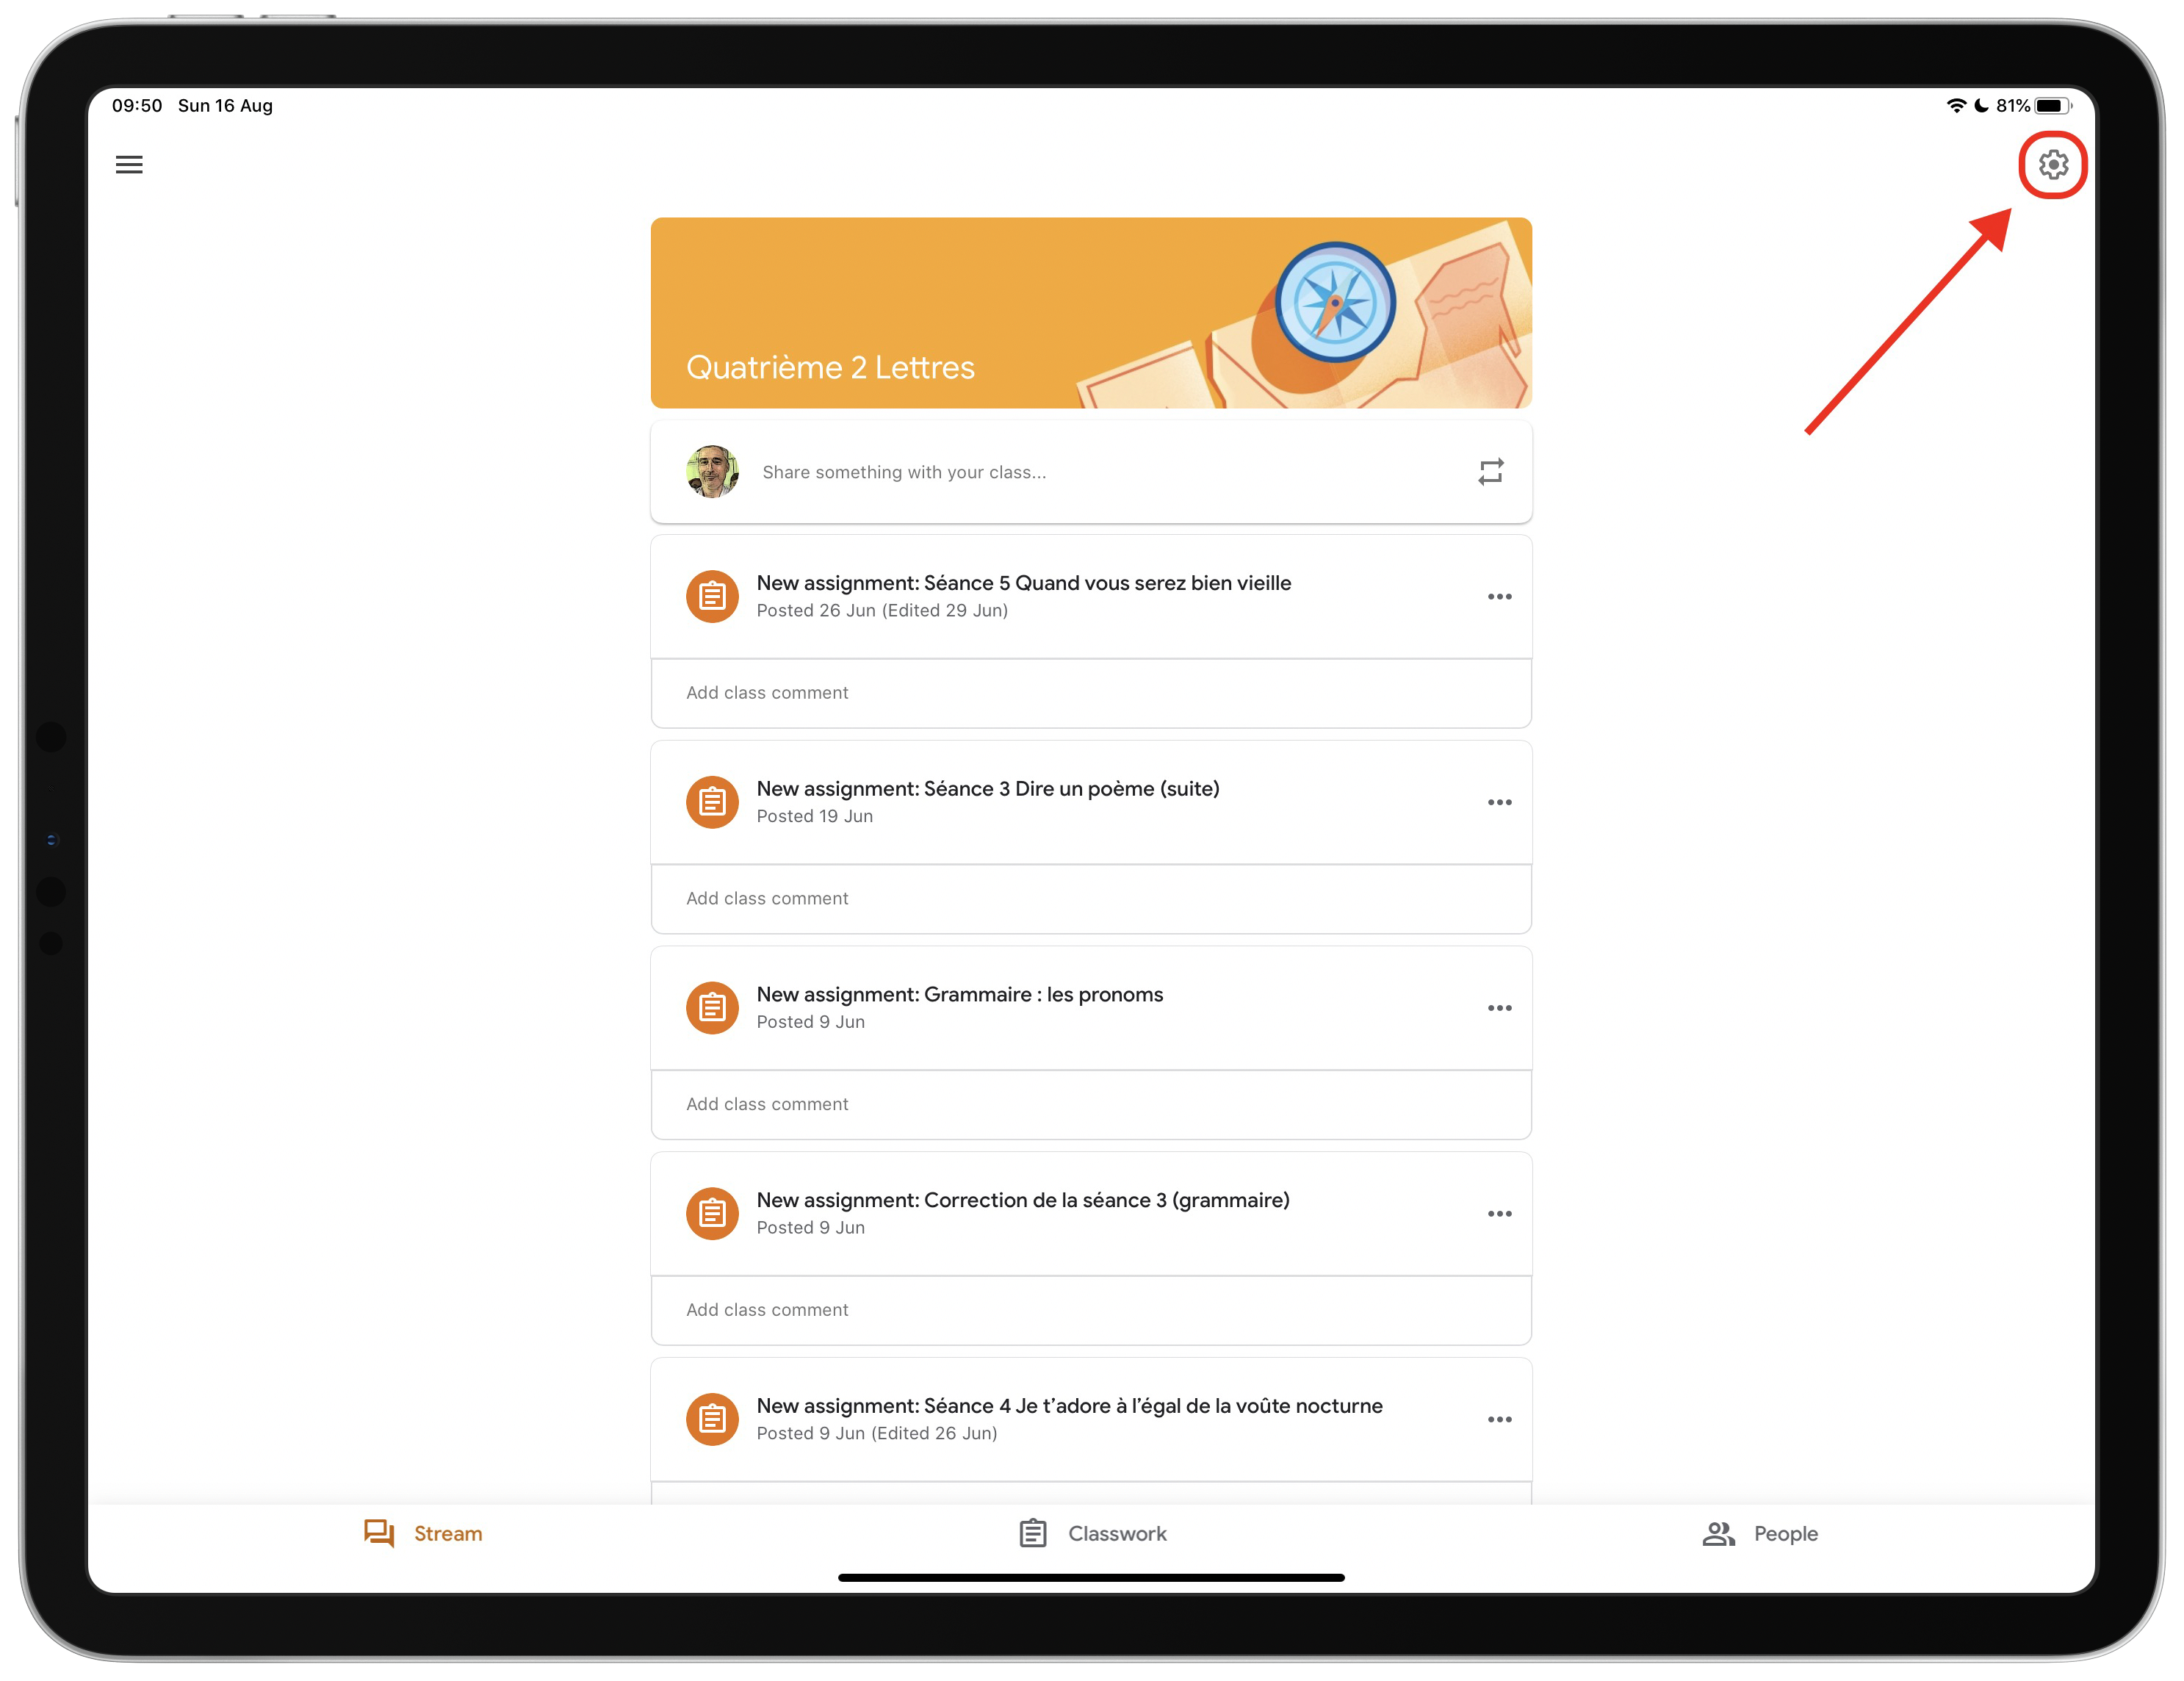 09:50 Sun 16 Aug
81%
Quatrième 2 Lettres
Share something with your class...
New assignment: Séance 5 Quand vous serez bien vieille
Posted 26 Jun (Edited 29 Jun)
Add class comment
New assignment: Séance 3 Dire un poème (suite)
Posted 19 Jun
Add class comment
New assignment: Grammaire : les pronoms
Posted 9 Jun
Add class comment
New assignment: Correction de la séance 3 (grammaire)
Posted 9 Jun
Add class comment
New assignment: Séance 4 Je t’adore à l’égal de la voûte nocturne
Posted 9 Jun (Edited 26 Jun)
Stream
Classwork
People